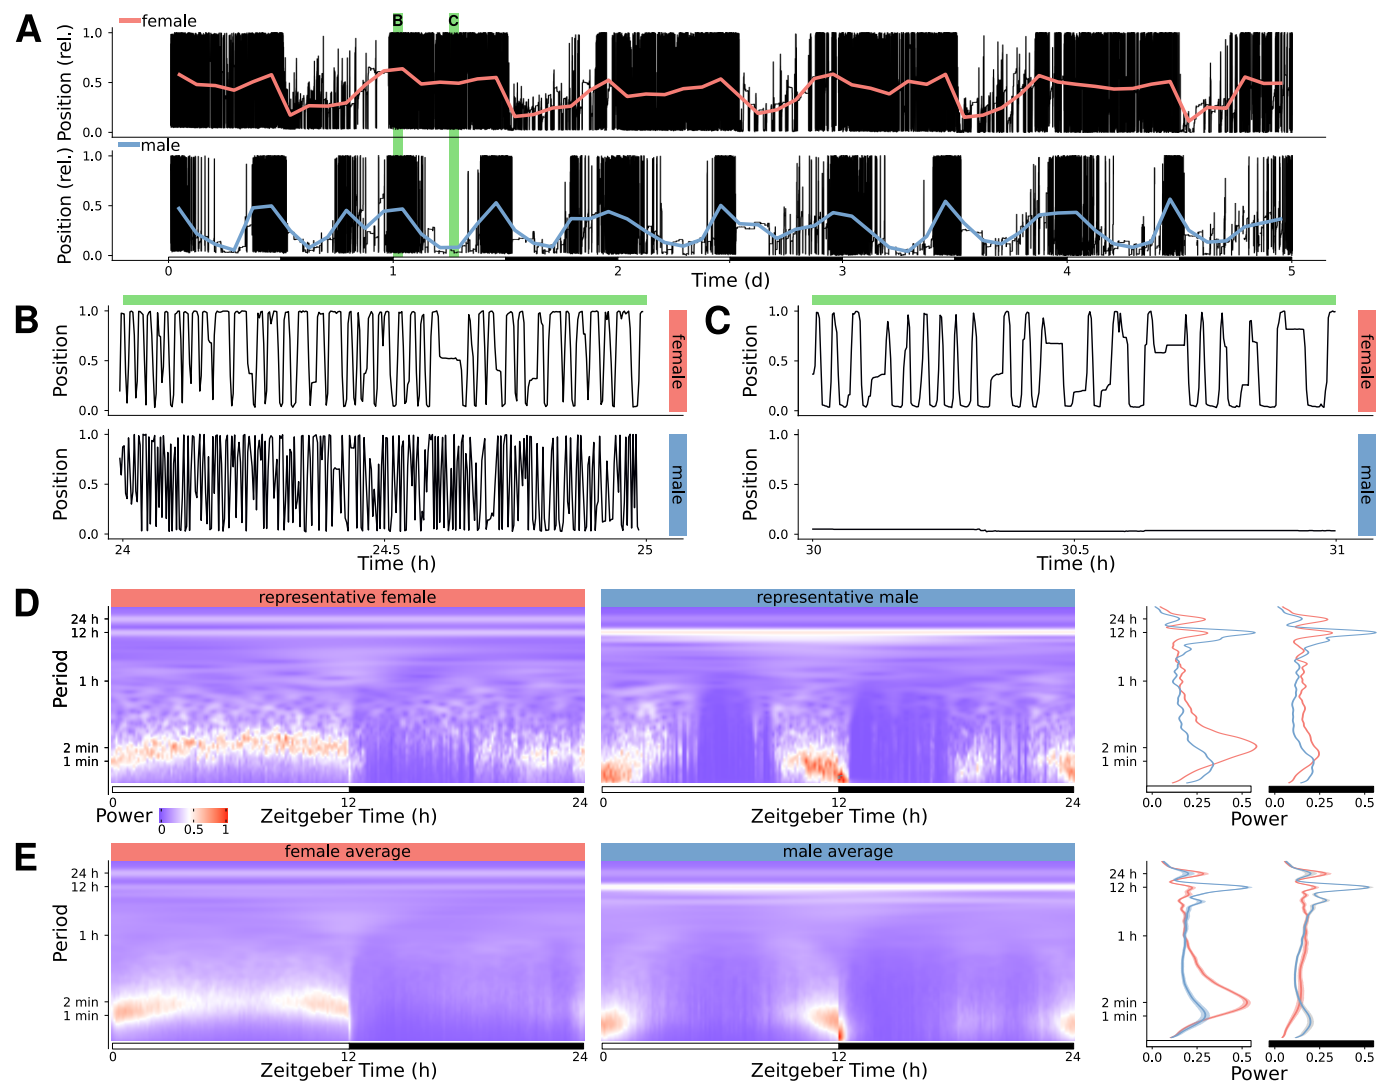 A
female
B
C
Position (rel.)
1.0
0.5
0.0
male
Position (rel.)
1.0
0.5
0.0
0
1
2
3
4
5
Time (d)
B
Position
1.0
0.5
0.0
female
Position
1.0
0.5
0.0
male
24
24.5
25
Time (h)
C
Position
1.0
0.5
0.0
female
Position
1.0
0.5
0.0
male
30
30.5
31
Time (h)
D
representative female
representative male
Period
24 h
12 h
1 h
2 min
1 min
0
12
24
Zeitgeber Time (h)
0
12
24
Zeitgeber Time (h)
Power
0
0.5
1
24 h
12 h
1 h
2 min
1 min
0.0
0.25
0.5
0.0
0.25
0.5
Power
E
female average
male average
Period
24 h
12 h
1 h
2 min
1 min
0
12
24
Zeitgeber Time (h)
0
12
24
Zeitgeber Time (h)
24 h
12 h
1 h
2 min
1 min
0.0
0.25
0.5
0.0
0.25
0.5
Power